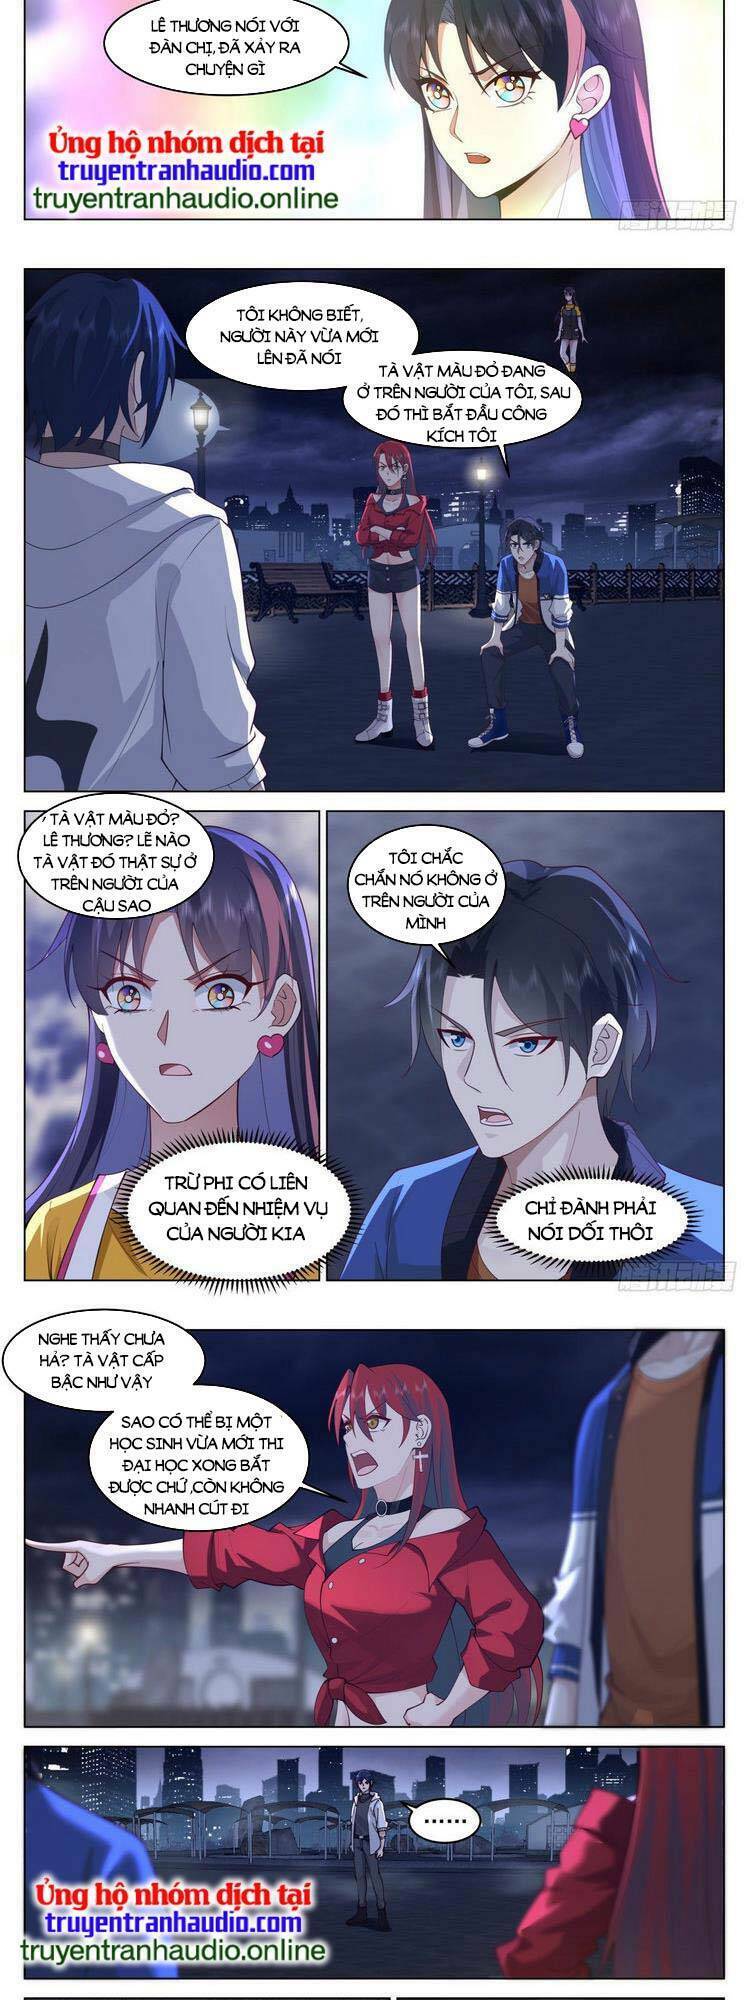 LÊ THƯƠNG NÓI VỚI
ĐÀN CHỊ, ĐÃ XẢY RA
CHUYỆN GÌ
Ủng hộ nhóm dịch tại
truyentranhaudio.com
truyentranhaudio.online
TÔI KHÔNG BIẾT,
NGƯỜI NÀY VỪA MỚI
LÊN ĐÃ NÓI
TÀ VẬT MÀU ĐỎ ĐANG
Ở TRÊN NGƯỜI CỦA TÔI, SAU
ĐÓ THÌ BẮT ĐẦU CÔNG
KÍCH TÔI
TÀ VẬT MÀU ĐỎ?
LÊ THƯƠNG? LẼ NÀO
TÀ VẬT ĐÓ THẬT SỰ Ở
TRÊN NGƯỜI CỦA
CẬU SAO
TÔI CHẮC
CHẮN NÓ KHÔNG Ở
TRÊN NGƯỜI CỦA
MÌNH
TRỪ PHI CÓ LIÊN
QUAN ĐẾN NHIỆM VỤ
CỦA NGƯỜI KIA
CHỈ ĐÀNH PHẢI
NÓI DỐI THÔI
NGHE THẤY CHƯA
HẢ? TÀ VẬT CẤP
BẬC NHƯ VẬY
SAO CÓ THỂ BỊ MỘT
HỌC SINH VỪA MỚI THI
ĐẠI HỌC XONG BẮT
ĐƯỢC CHỨ ,CÒN KHÔNG
NHANH CÚT ĐI
......
Ủng hộ nhóm dịch tại
truyentranhaudio.com
truyentranhaudio.online